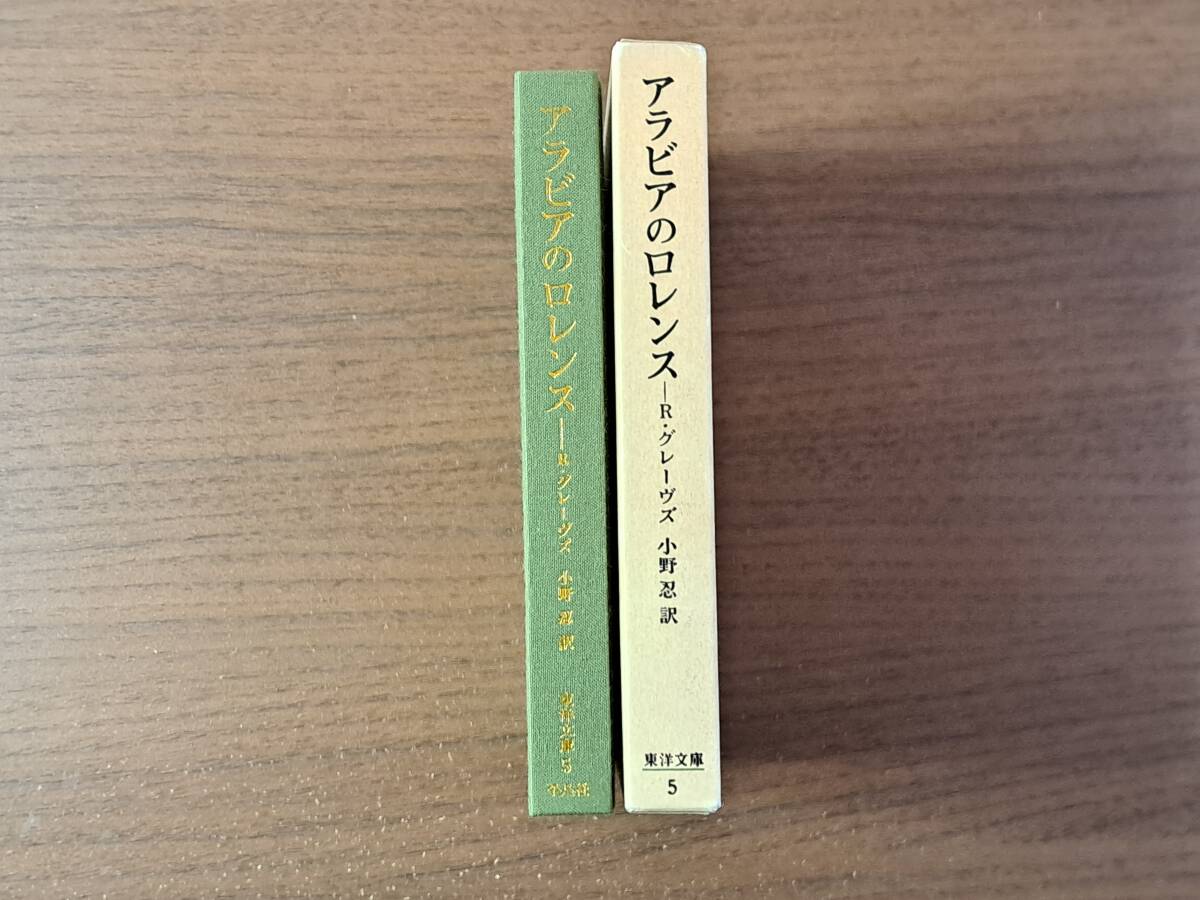 アラビアのロレンス―R・グレーヴズ 小野 忍 訳 東洋文庫 5 平凡社
アラビアのロレンス―R・グレーヴズ 小野 忍 訳
東洋文庫
5